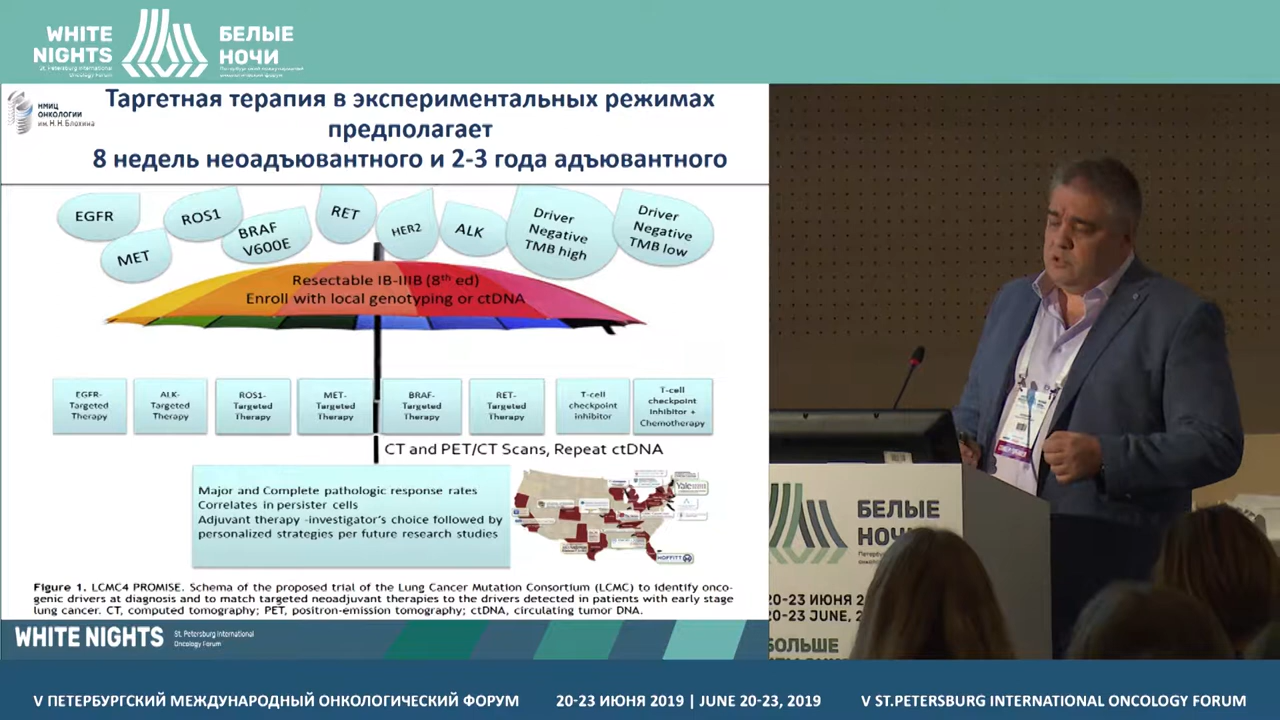 WHITE
NIGHTS
St. Petersburg International
Oncology Forum
БЕЛЫЕ
НОЧИ
Петербургский международный
онкологический форум
НМИЦ
ОНКОЛОГИИ
им. Н.Н. Блохина
Таргетная терапия в экспериментальных режимах
предполагает
8 недель неоадъювантного и 2-3 года адъювантного
EGFR
MET
ROS1
BRAF
V600E
RET
HER2
ALK
Driver
Negative
TMB high
Driver
Negative
TMB low
Resectable IB-IIIB (8th ed)
Enroll with local genotyping or ctDNA
EGFR-
Targeted
Therapy
ALK-
Targeted
Therapy
ROS1-
Targeted
Therapy
MET-
Targeted
Therapy
BRAF-
Targeted
Therapy
RET-
Targeted
Therapy
T-cell
checkpoint
inhibitor
T-cell
checkpoint
inhibitor +
Chemotherapy
CT and PET/CT Scans, Repeat ctDNA
Major and Complete pathologic response rates
Correlates in persister cells
Adjuvant therapy -investigator's choice followed by
personalized strategies per future research studies
Yale
MOFFITT
Figure 1. LCMC4 PROMISE. Schema of the proposed trial of the Lung Cancer Mutation Consortium (LCMC) to identify onco-
genic drivers at diagnosis and to match targeted neoadjuvant therapies to the drivers detected in patients with early stage
lung cancer. CT, computed tomography; PET, positron-emission tomography; ctDNA, circulating tumor DNA.
WHITE NIGHTS
St. Petersburg International
Oncology Forum
БЕЛЫЕ
НОЧИ
20-23 ИЮНЯ 2
20-23 JUNE, 2
БОЛЬШЕ
V ПЕТЕРБУРГСКИЙ МЕЖДУНАРОДНЫЙ ОНКОЛОГИЧЕСКИЙ ФОРУМ
20-23 ИЮНЯ 2019 | JUNE 20-23, 2019
V ST.PETERSBURG INTERNATIONAL ONCOLOGY FORUM